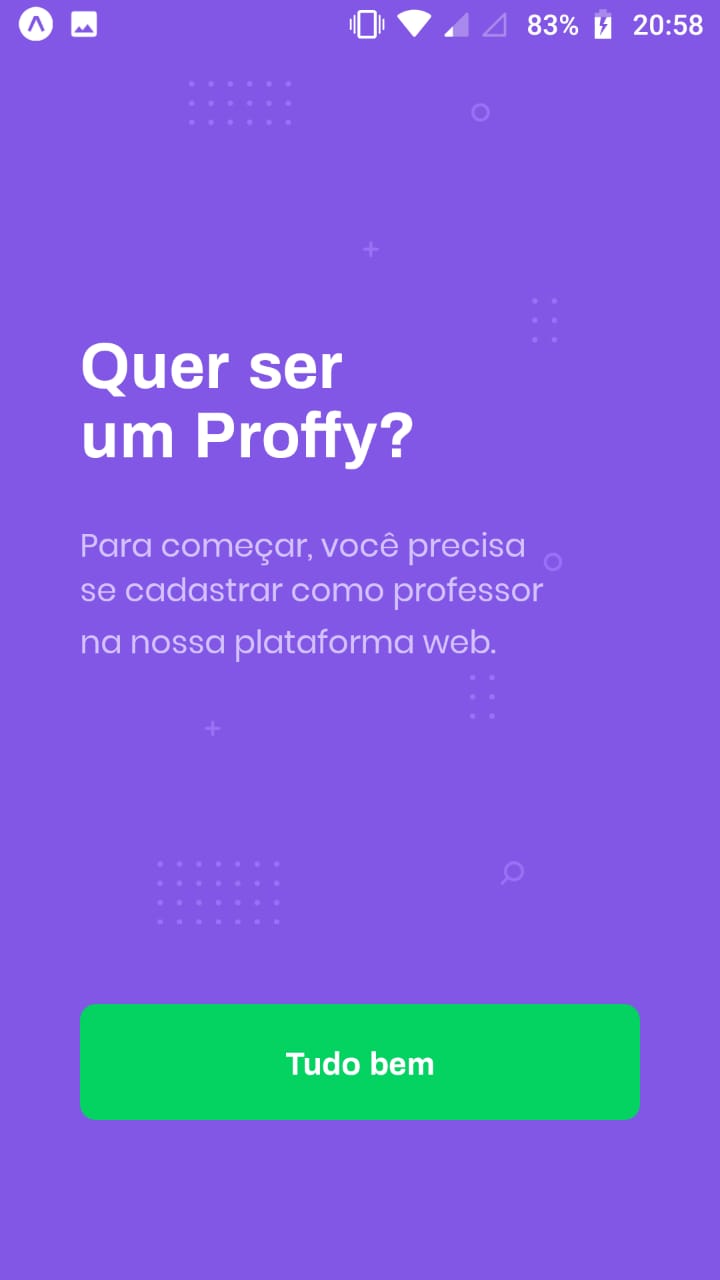 83% 20:58
Quer ser
um Proffy?
Para começar, você precisa
se cadastrar como professor
na nossa plataforma web.
Tudo bem